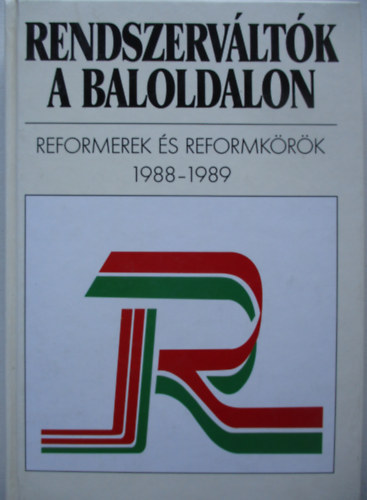 RENDSZERVÁLTÓK
A BALOLDALON
REFORMEREK ÉS REFORMKÖRÖK
1988-1989
R